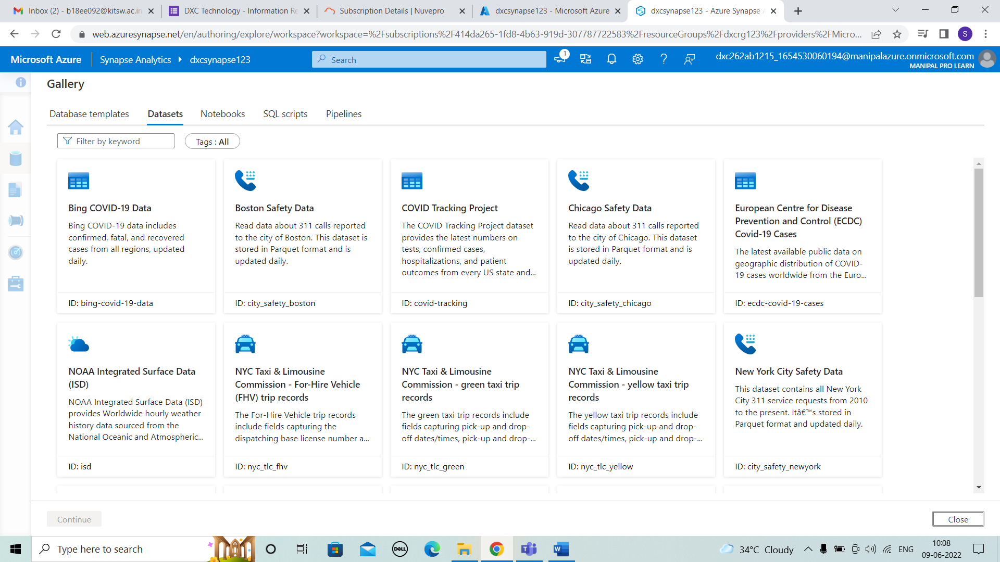 Inbox (2) - b18ee092@kitsw.ac.in
DXC Technology - Information Re
Subscription Details | Nuvepro
dxcsynapse123 - Microsoft Azure
dxcsynapse123 - Azure Synapse A
web.azuresynapse.net/en/authoring/explore/workspace?workspace=%2Fsubscriptions%2F414da265-1fd8-4b63-919d-307787722583%2FresourceGroups%2Fdxcrg123%2Fproviders%2FMicro...
S
Microsoft Azure
Synapse Analytics
dxcsynapse123
Search
1
dxc262ab1215_1654530060194@manipalazure.onmicrosoft.com
MANIPAL PRO LEARN
Gallery
Database templates
Datasets
Notebooks
SQL scripts
Pipelines
Filter by keyword
Tags : All
Bing COVID-19 Data
Bing COVID-19 data includes
confirmed, fatal, and recovered
cases from all regions, updated
daily.
ID: bing-covid-19-data
Boston Safety Data
Read data about 311 calls reported
to the city of Boston. This dataset is
stored in Parquet format and is
updated daily.
ID: city_safety_boston
COVID Tracking Project
The COVID Tracking Project dataset
provides the latest numbers on
tests, confirmed cases,
hospitalizations, and patient
outcomes from every US state and...
ID: covid-tracking
Chicago Safety Data
Read data about 311 calls reported
to the city of Chicago. This dataset
is stored in Parquet format and is
updated daily.
ID: city_safety_chicago
European Centre for Disease
Prevention and Control (ECDC)
Covid-19 Cases
The latest available public data on
geographic distribution of COVID-
19 cases worldwide from the Euro...
ID: ecdc-covid-19-cases
NOAA Integrated Surface Data
(ISD)
NOAA Integrated Surface Data (ISD)
provides Worldwide hourly weather
history data sourced from the
National Oceanic and Atmospheric...
ID: isd
NYC Taxi & Limousine
Commission - For-Hire Vehicle
(FHV) trip records
The For-Hire Vehicle trip records
include fields capturing the
dispatching base license number a...
ID: nyc_tlc_fhv
NYC Taxi & Limousine
Commission - green taxi trip
records
The green taxi trip records include
fields capturing pick-up and drop-
off dates/times, pick-up and drop-...
ID: nyc_tlc_green
NYC Taxi & Limousine
Commission - yellow taxi trip
records
The yellow taxi trip records include
fields capturing pick-up and drop-
off dates/times, pick-up and drop-...
ID: nyc_tlc_yellow
New York City Safety Data
This dataset contains all New York
City 311 service requests from 2010
to the present. Itâ€™s stored in
Parquet format and updated daily.
ID: city_safety_newyork
Continue
Close
Type here to search
DELL
34°C Cloudy
ENG
10:08
09-06-2022